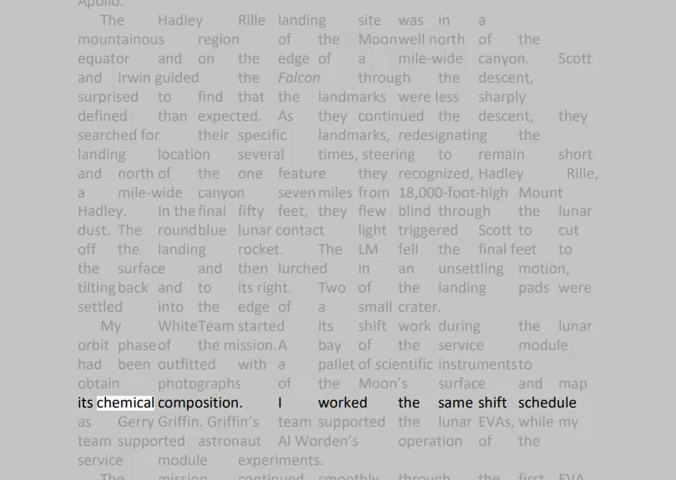 Apollo.
The Hadley Rille landing site was in a
mountainous region of the Moon well north of the
equator and on the edge of a mile-wide canyon. Scott
and Irwin guided the Falcon through the descent,
surprised to find that the landmarks were less sharply
defined than expected. As they continued the descent, they
searched for their specific landmarks, redesignating the
landing location several times, steering to remain short
and north of the one feature they recognized, Hadley Rille,
a mile-wide canyon seven miles from 18,000-foot-high Mount
Hadley. In the final fifty feet, they flew blind through the lunar
dust. The round blue lunar contact light triggered Scott to cut
off the landing rocket. The LM fell the final feet to
the surface and then lurched in an unsettling motion,
tilting back and to its right. Two of the landing pads were
settled into the edge of a small crater.
My White Team started its shift work during the lunar
orbit phase of the mission. A bay of the service module
had been outfitted with a pallet of scientific instruments to
obtain photographs of the Moon's surface and map
its chemical composition. I worked the same shift schedule
as Gerry Griffin. Griffin's team supported the lunar EVAs, while my
team supported astronaut Al Worden's operation of the
service module experiments.
The mission continued smoothly through the first EVA